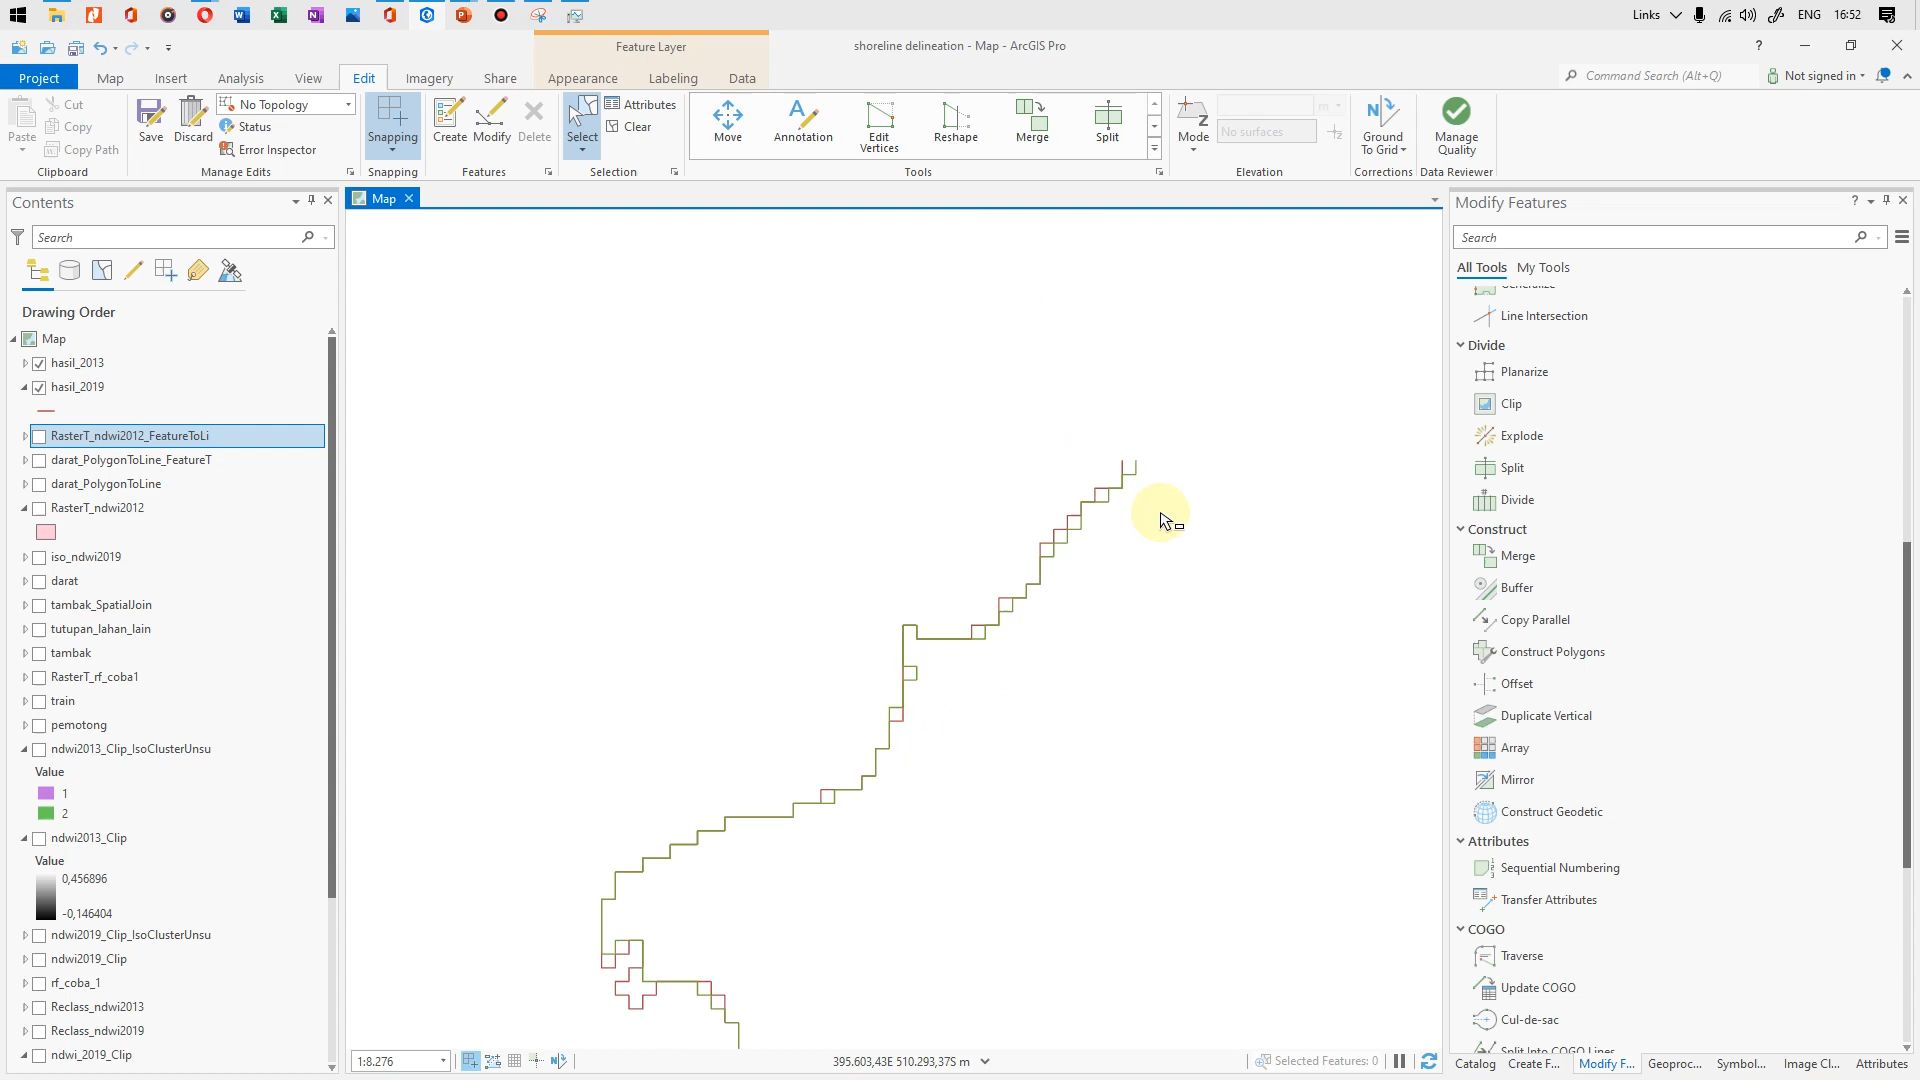 Links
ENG
16:52
Feature Layer
shoreline delineation - Map - ArcGIS Pro
?
Project
Map
Insert
Analysis
View
Edit
Imagery
Share
Appearance
Labeling
Data
Command Search (Alt+Q)
Not signed in
Paste
Cut
Copy
Copy Path
Clipboard
Save
Discard
No Topology
Status
Error Inspector
Manage Edits
Snapping
Snapping
Create
Modify
Delete
Features
Select
Attributes
Clear
Selection
Move
Annotation
Edit
Vertices
Reshape
Merge
Split
Tools
Mode
m
No surfaces
Elevation
Ground
To Grid
Corrections
Manage
Quality
Data Reviewer
Contents
Search
Drawing Order
Map
hasil_2013
hasil_2019
RasterT_ndwi2012_FeatureToLi
darat_PolygonToLine_FeatureT
darat_PolygonToLine
RasterT_ndwi2012
iso_ndwi2019
darat
tambak_SpatialJoin
tutupan_lahan_lain
tambak
RasterT_rf_coba1
train
pemotong
ndwi2013_Clip_IsoClusterUnsu
Value
1
2
ndwi2013_Clip
Value
0,456896
-0,146404
ndwi2019_Clip_IsoClusterUnsu
ndwi2019_Clip
rf_coba_1
Reclass_ndwi2013
Reclass_ndwi2019
ndwi_2019_Clip
Map
1:8.276
395.603,43E 510.293,37S m
Selected Features: 0
Modify Features
?
Search
All Tools
My Tools
Generalize
Line Intersection
Divide
Planarize
Clip
Explode
Split
Divide
Construct
Merge
Buffer
Copy Parallel
Construct Polygons
Offset
Duplicate Vertical
Array
Mirror
Construct Geodetic
Attributes
Sequential Numbering
Transfer Attributes
COGO
Traverse
Update COGO
Cul-de-sac
Split Into COGO Lines
Catalog
Create F...
Modify F...
Geoproc...
Symbol...
Image Cl...
Attributes